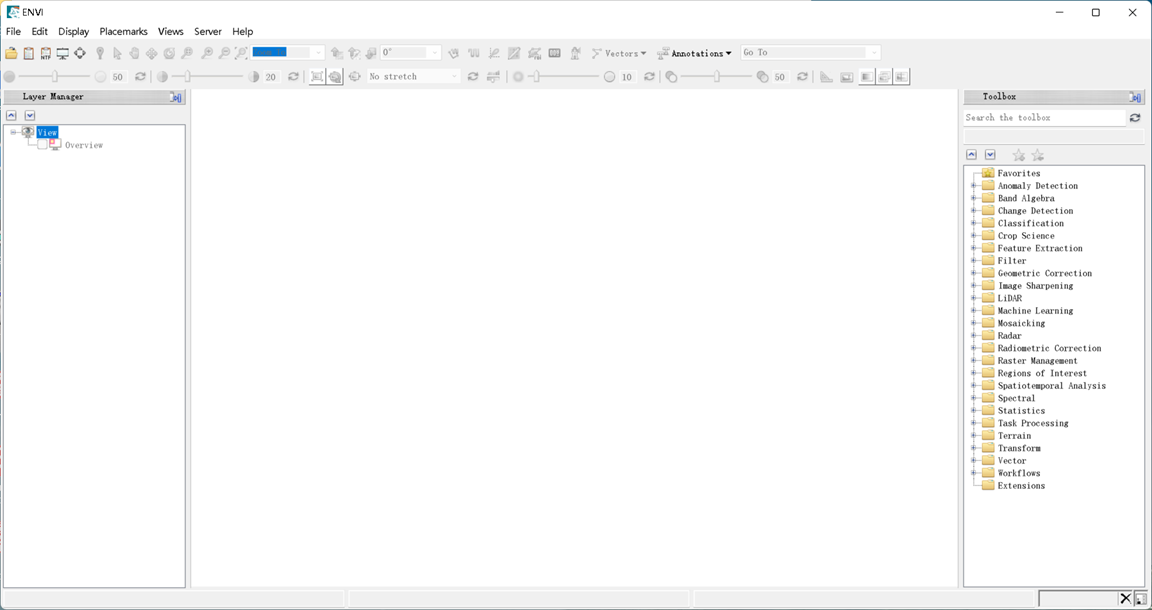 ENVI
File Edit Display Placemarks Views Server Help
0° Vectors Annotations Go To
50 20 No stretch 10 50
Layer Manager
View
Overview
Toolbox
Search the toolbox
Favorites
Anomaly Detection
Band Algebra
Change Detection
Classification
Crop Science
Feature Extraction
Filter
Geometric Correction
Image Sharpening
LiDAR
Machine Learning
Mosaicking
Radar
Radiometric Correction
Raster Management
Regions of Interest
Spatiotemporal Analysis
Spectral
Statistics
Task Processing
Terrain
Transform
Vector
Workflows
Extensions